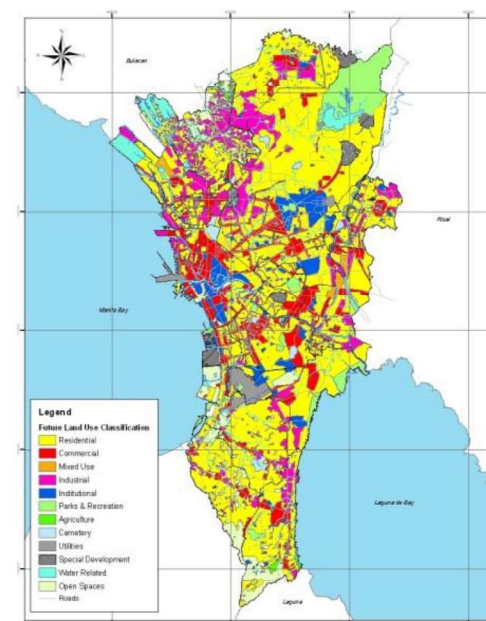 Bulacan
Rizal
Manila Bay
Legend
Future Land Use Classification
Residential
Commercial
Mixed Use
Industrial
Institutional
Parks & Recreation
Agriculture
Cemetery
Utilities
Special Development
Water Related
Open Spaces
Roads
Laguna de Bay
Laguna